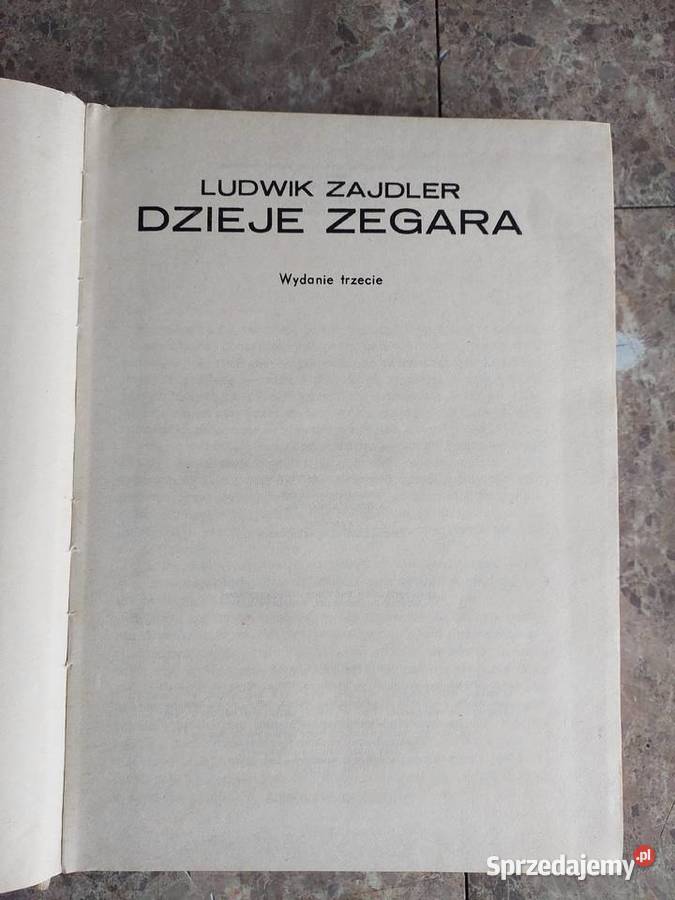 LUDWIK ZAJDLER
DZIEJE ZEGARA
Wydanie trzecie
Sprzedajemy.pl